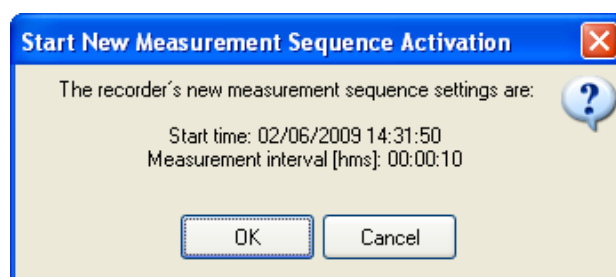 Start New Measurement Sequence Activation
The recorder´s new measurement sequence settings are:
Start time: 02/06/2009 14:31:50
Measurement interval [hms]: 00:00:10
OK Cancel